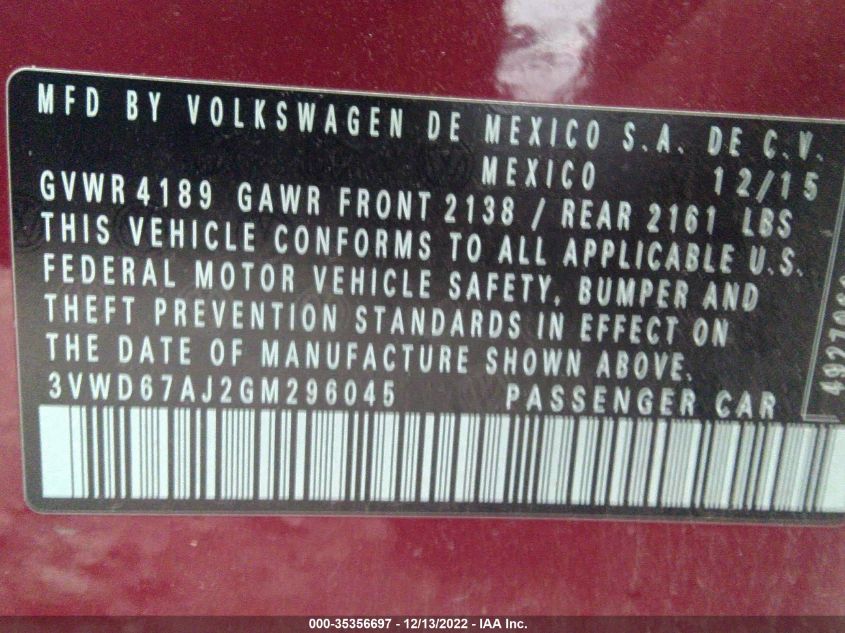 MFD BY VOLKSWAGEN DE MEXICO S.A. DE C.V.
MEXICO 12/15
GVWR 4189 GAWR FRONT 2138 / REAR 2161 LBS
THIS VEHICLE CONFORMS TO ALL APPLICABLE U.S.
FEDERAL MOTOR VEHICLE SAFETY, BUMPER AND
THEFT PREVENTION STANDARDS IN EFFECT ON
THE DATE OF MANUFACTURE SHOWN ABOVE.
3VWD67AJ2GM296045 PASSENGER CAR
000-35356697 - 12/13/2022 - IAA Inc.